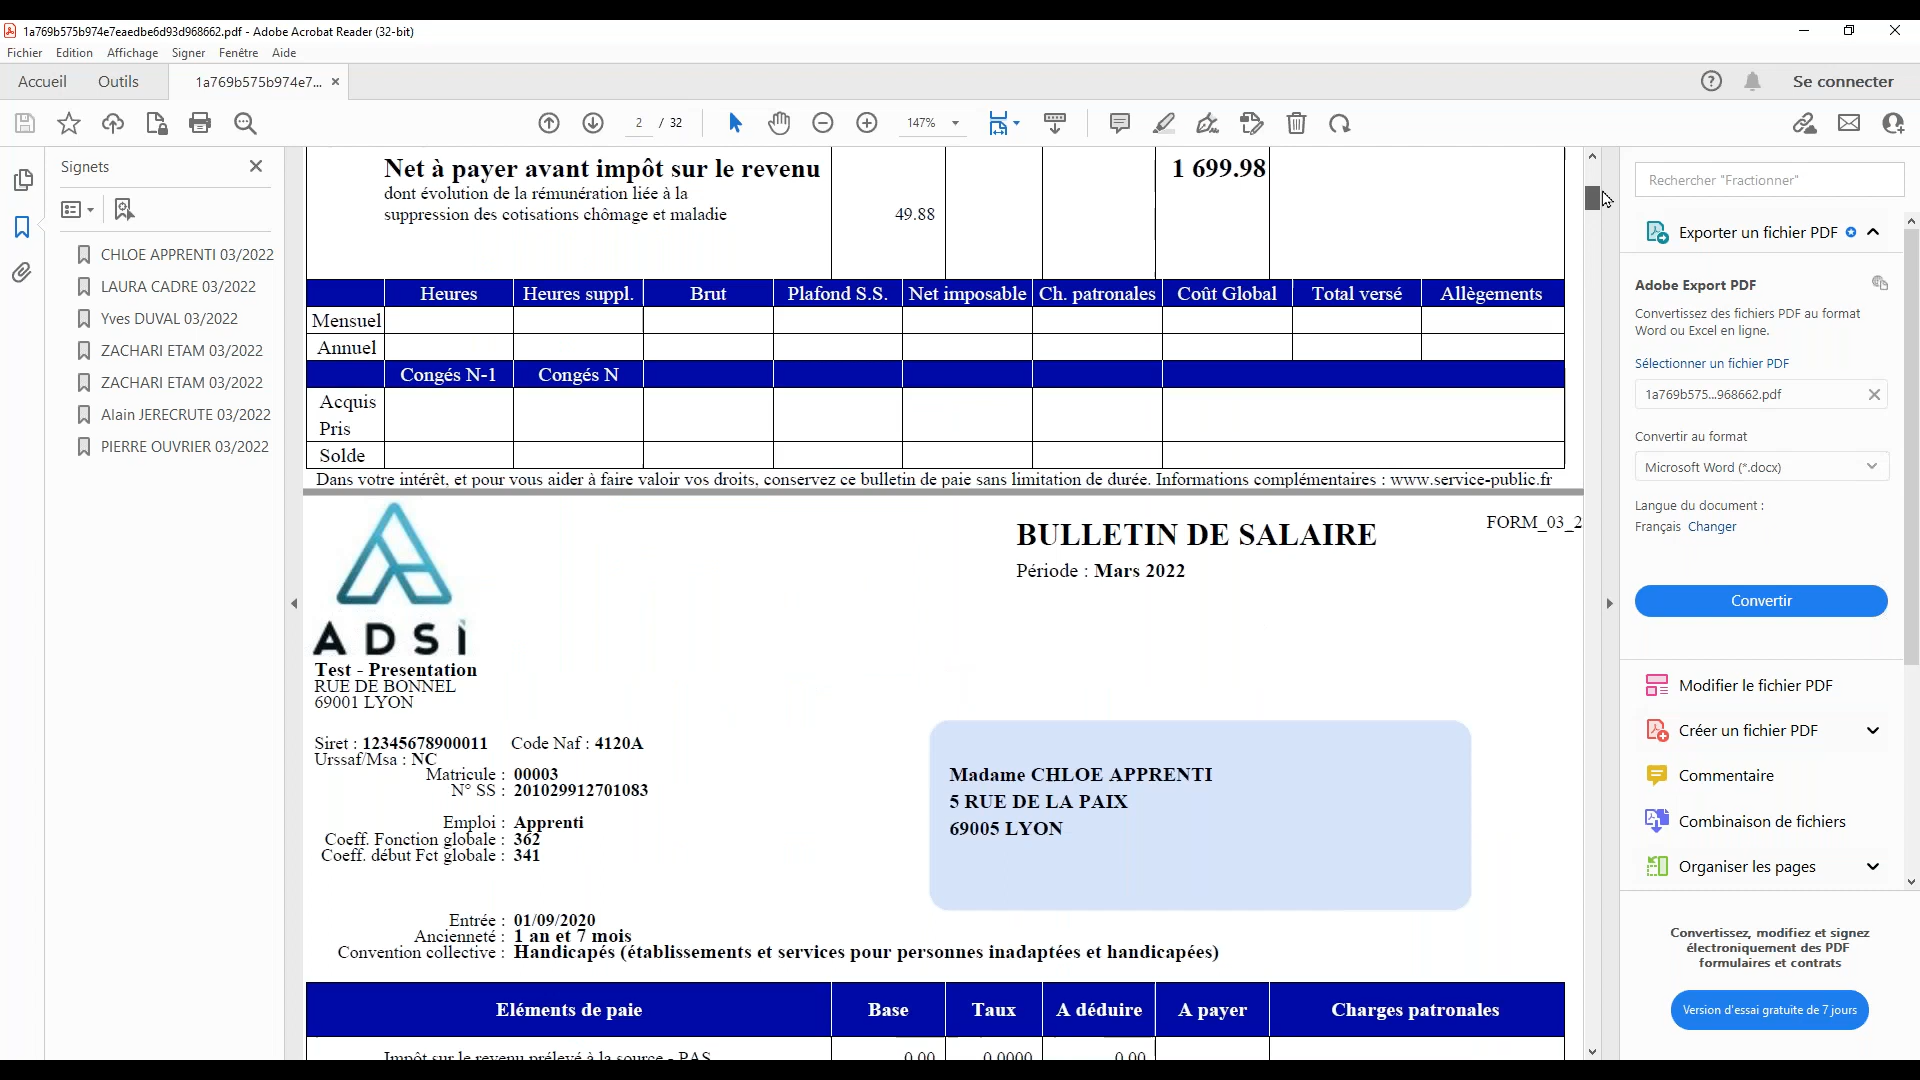 1a769b575b974e7eaedbe6d93d968662.pdf - Adobe Acrobat Reader (32-bit)
Fichier Edition Affichage Signer Fenêtre Aide
Accueil Outils 1a769b575b974e7... Se connecter
2 / 32 147%
Signets
CHLOE APPRENTI 03/2022
LAURA CADRE 03/2022
Yves DUVAL 03/2022
ZACHARI ETAM 03/2022
ZACHARI ETAM 03/2022
Alain JERECRUTE 03/2022
PIERRE OUVRIER 03/2022
Net à payer avant impôt sur le revenu 1 699.98
dont évolution de la rémunération liée à la
suppression des cotisations chômage et maladie 49.88
Heures Heures suppl. Brut Plafond S.S. Net imposable Ch. patronales Coût Global Total versé Allègements
Mensuel
Annuel
Congés N-1 Congés N
Acquis
Pris
Solde
Dans votre intérêt, et pour vous aider à faire valoir vos droits, conservez ce bulletin de paie sans limitation de durée. Informations complémentaires : www.service-public.fr
BULLETIN DE SALAIRE FORM_03_2
Période : Mars 2022
ADSi
Test - Presentation
RUE DE BONNEL
69001 LYON
Siret : 12345678900011 Code Naf : 4120A
Urssaf/Msa : NC
Matricule : 00003
N° SS : 201029912701083
Emploi : Apprenti
Coeff. Fonction globale : 362
Coeff. début Fct globale : 341
Madame CHLOE APPRENTI
5 RUE DE LA PAIX
69005 LYON
Entrée : 01/09/2020
Ancienneté : 1 an et 7 mois
Convention collective : Handicapés (établissements et services pour personnes inadaptées et handicapées)
Eléments de paie Base Taux A déduire A payer Charges patronales
Impôt sur le revenu prélevé à la source - PAS 0.00 0.0000 0.00
Rechercher "Fractionner"
Exporter un fichier PDF
Adobe Export PDF
Convertissez des fichiers PDF au format
Word ou Excel en ligne.
Sélectionner un fichier PDF
1a769b575...968662.pdf
Convertir au format
Microsoft Word (*.docx)
Langue du document :
Français Changer
Convertir
Modifier le fichier PDF
Créer un fichier PDF
Commentaire
Combinaison de fichiers
Organiser les pages
Convertissez, modifiez et signez
électroniquement des PDF
formulaires et contrats
Version d'essai gratuite de 7 jours